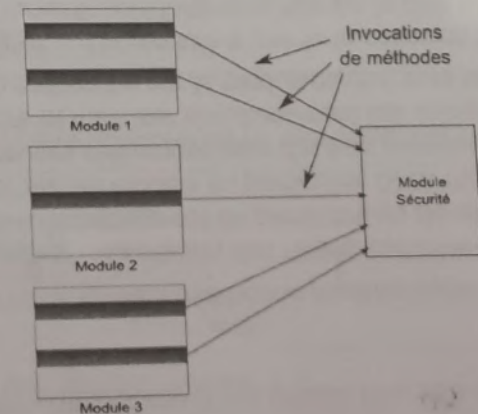 Invocations
de méthodes
Module 1
Module
Sécurité
Module 2
Module 3